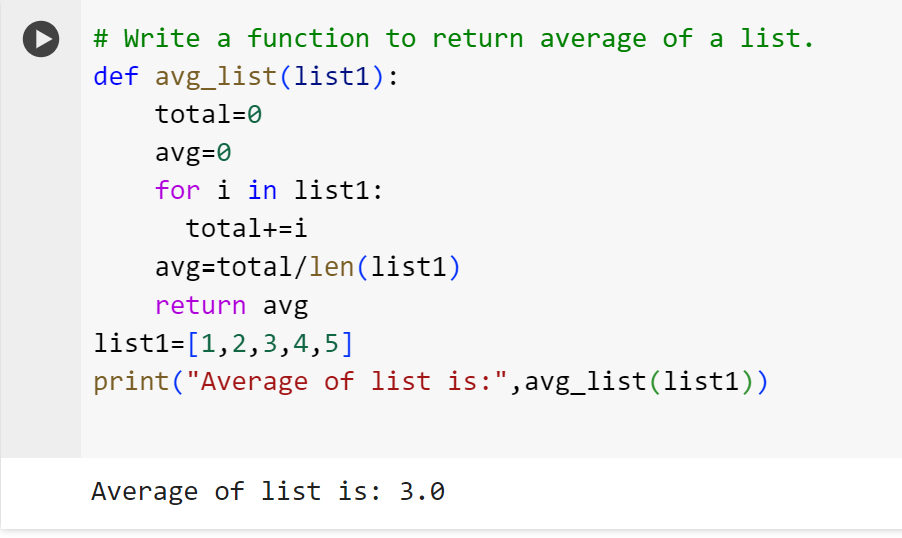 # Write a function to return average of a list.
def avg_list(list1):
    total=0
    avg=0
    for i in list1:
      total+=i
    avg=total/len(list1)
    return avg
list1=[1,2,3,4,5]
print("Average of list is:",avg_list(list1))
Average of list is: 3.0